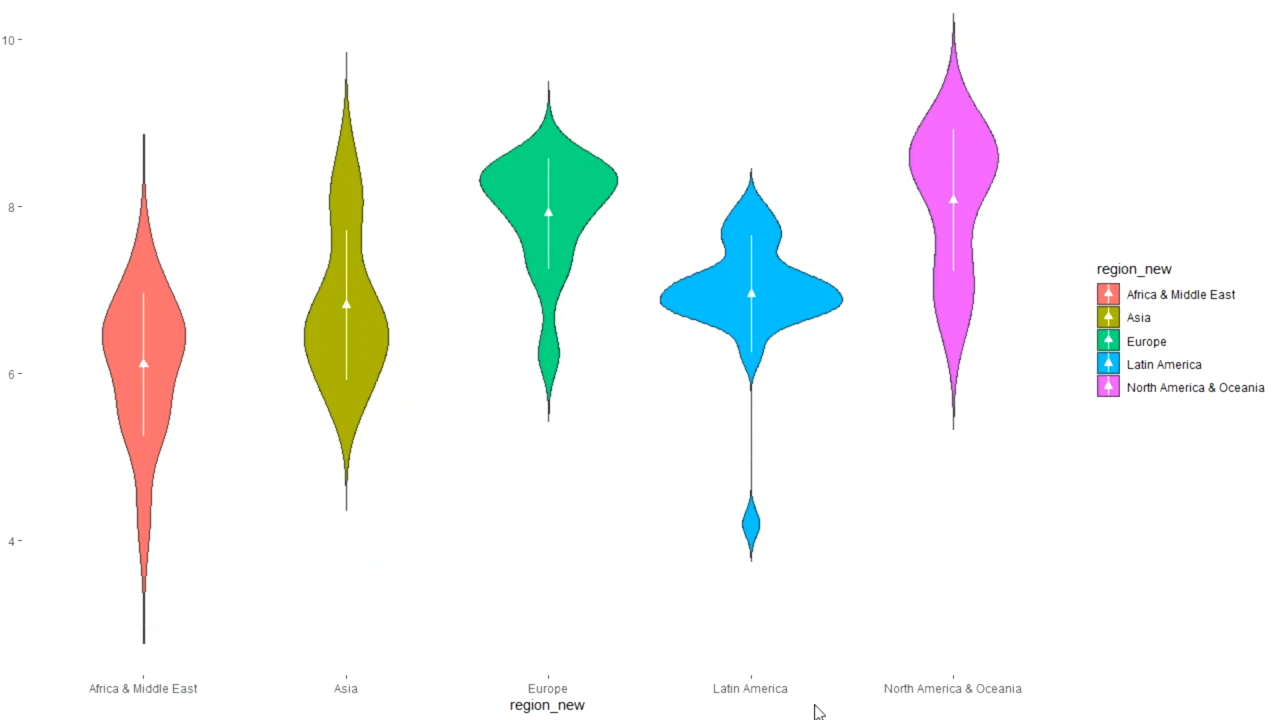 10
8
6
4
Africa & Middle East
Asia
Europe
Latin America
North America & Oceania
region_new
region_new
Africa & Middle East
Asia
Europe
Latin America
North America & Oceania